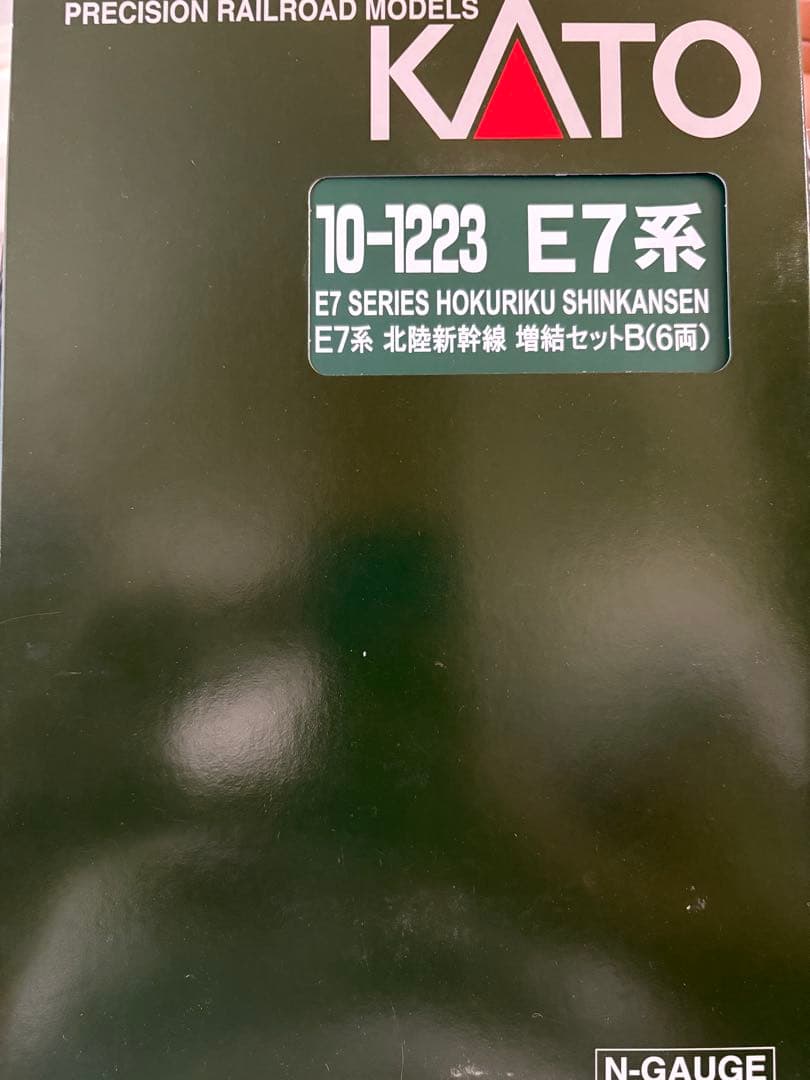 PRECISION RAILROAD MODELS
KATO
10-1223 E7系
E7 SERIES HOKURIKU SHINKANSEN
E7系 北陸新幹線 増結セットB(6両)
N-GAUGE